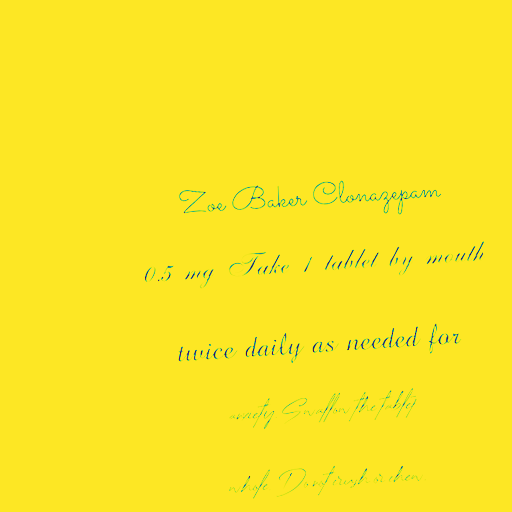 Zoe Baker Clonazepam
0.5 mg Take 1 tablet by mouth
twice daily as needed for
anxiety Swallow the tablet
whole Don't crush or chew